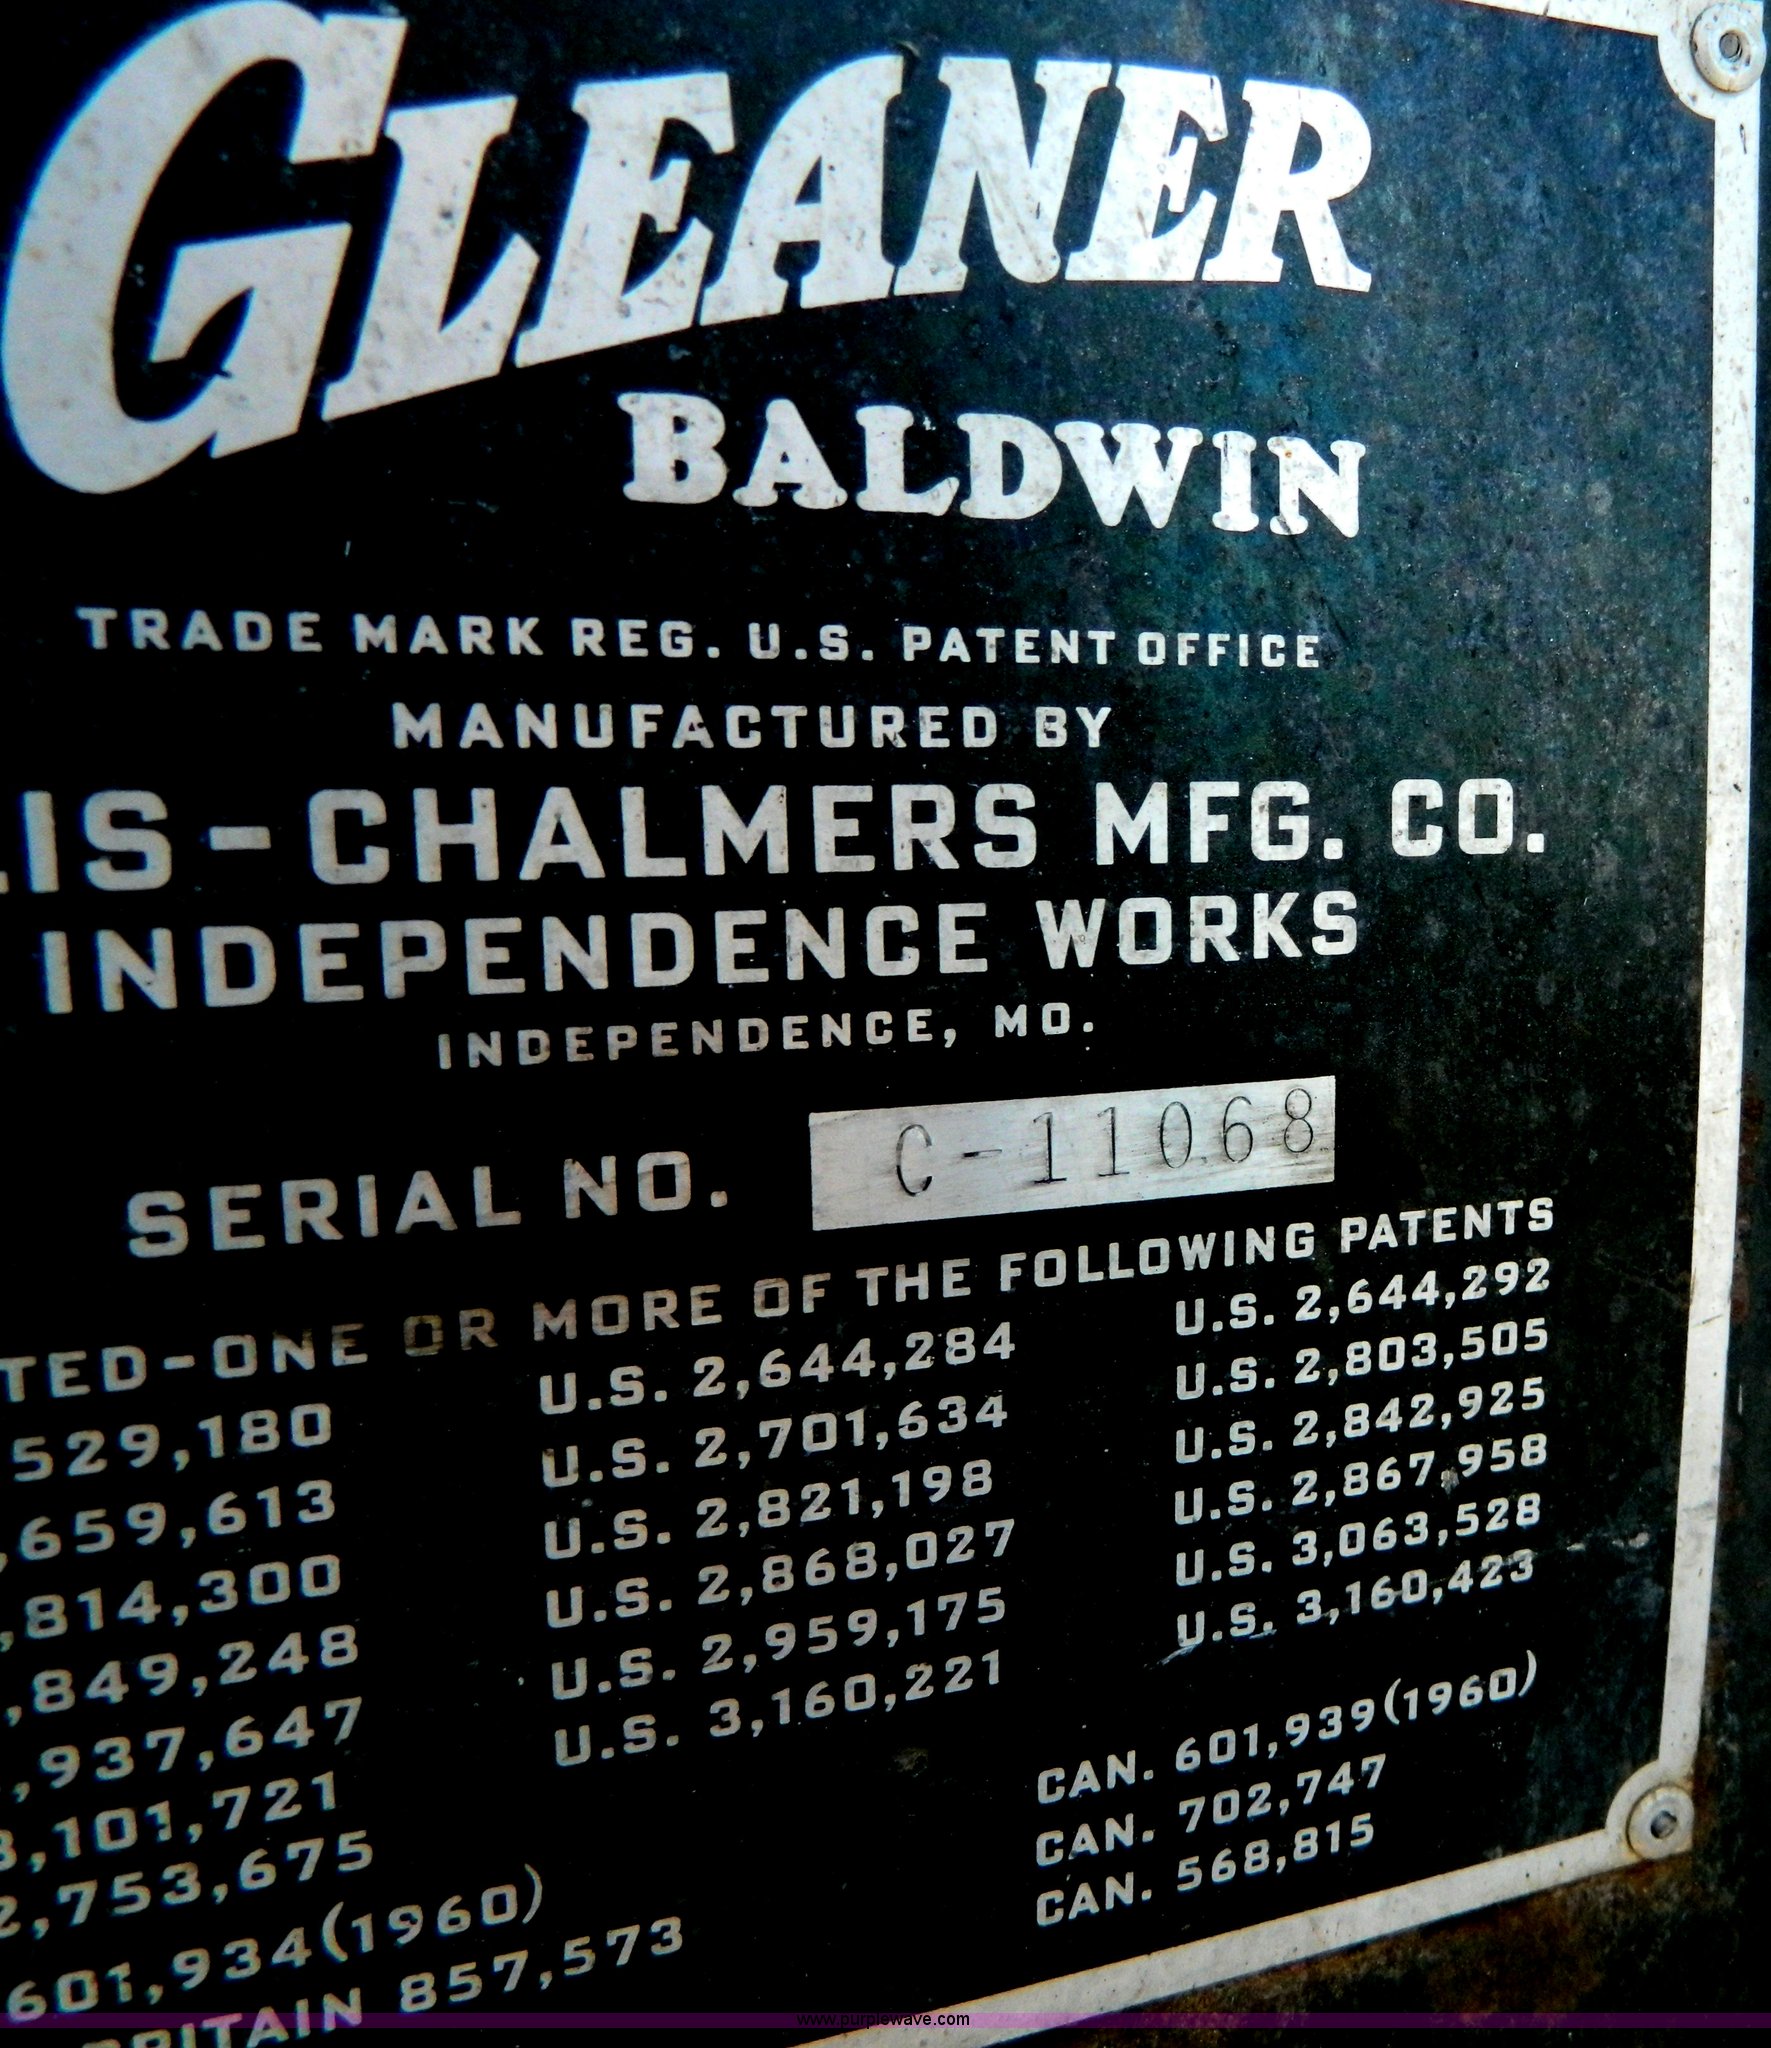 GLEANER
BALDWIN
TRADE MARK REG. U.S. PATENT OFFICE
MANUFACTURED BY
LIS-CHALMERS MFG. CO.
INDEPENDENCE WORKS
INDEPENDENCE, MO.
SERIAL NO. C-11068
TED-ONE OR MORE OF THE FOLLOWING PATENTS
529,180 U.S. 2,644,284 U.S. 2,644,292
,659,613 U.S. 2,701,634 U.S. 2,803,505
,814,300 U.S. 2,821,198 U.S. 2,842,925
,849,248 U.S. 2,868,027 U.S. 2,867,958
,937,647 U.S. 2,959,175 U.S. 3,063,528
3,101,721 U.S. 3,160,221 U.S. 3,160,423
2,753,675 CAN. 601,939(1960)
601,934(1960) CAN. 702,747
BRITAIN 857,573 CAN. 568,815
www.purplewave.com